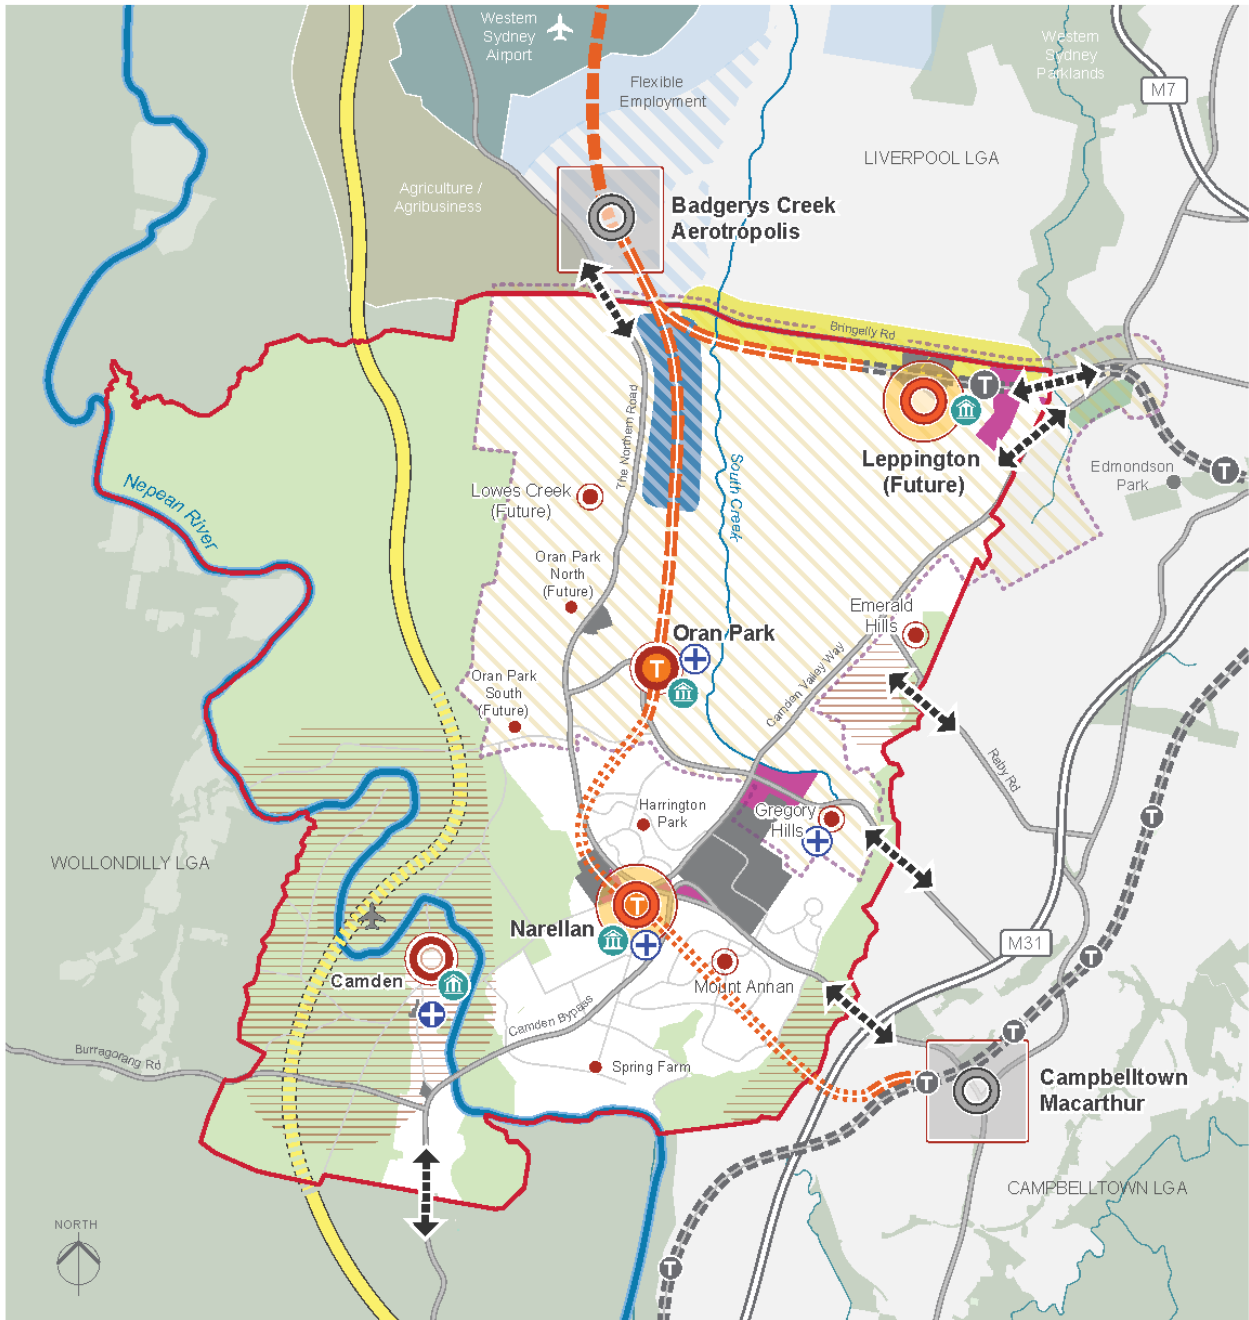 Western
Sydney
Airport
Western
Sydney
Parklands
M7
Flexible
Employment
LIVERPOOL LGA
Agriculture /
Agribusiness
Badgerys Creek
Aerotropolis
Bringelly Rd
T
Leppington
(Future)
Edmondson
Park
T
The Northern Road
South Creek
Nepean River
Lowes Creek
(Future)
Oran Park
North
(Future)
Emerald
Hills
Oran Park
T
Oran Park
South
(Future)
Camden Valley Way
Raby Rd
Harrington
Park
Gregory
Hills
T
WOLLONDILLY LGA
T
Narellan
M31
T
Mount Annan
Camden
Camden Bypass
Burragorang Rd
Spring Farm
T
T
Campbelltown
Macarthur
CAMPBELLTOWN LGA
NORTH
T